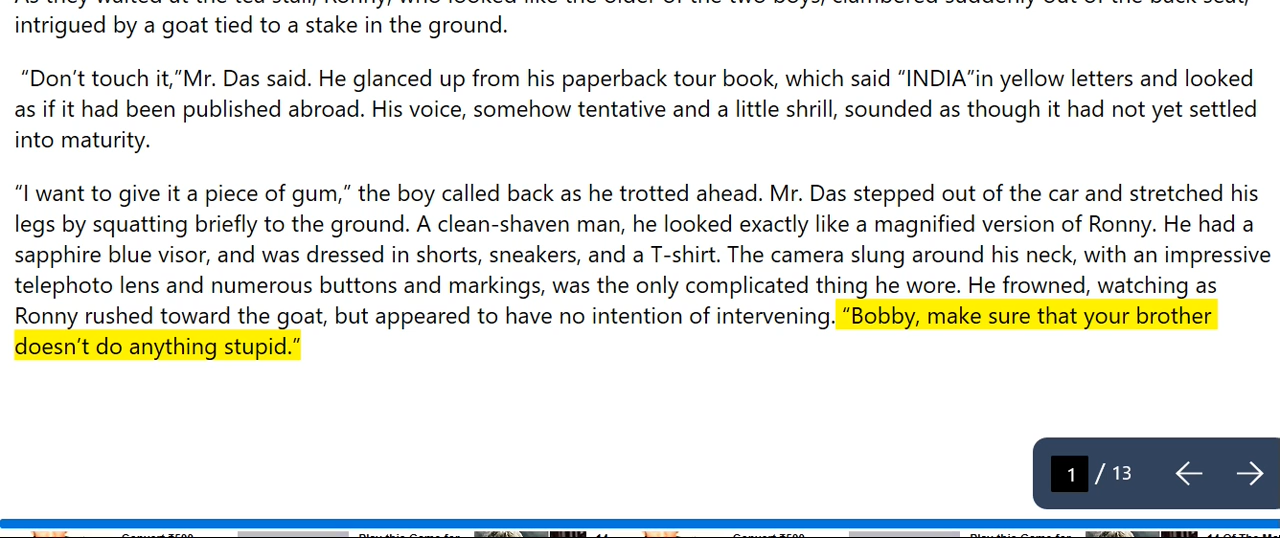 intrigued by a goat tied to a stake in the ground.
“Don’t touch it,”Mr. Das said. He glanced up from his paperback tour book, which said “INDIA”in yellow letters and looked
as if it had been published abroad. His voice, somehow tentative and a little shrill, sounded as though it had not yet settled
into maturity.
“I want to give it a piece of gum,” the boy called back as he trotted ahead. Mr. Das stepped out of the car and stretched his
legs by squatting briefly to the ground. A clean-shaven man, he looked exactly like a magnified version of Ronny. He had a
sapphire blue visor, and was dressed in shorts, sneakers, and a T-shirt. The camera slung around his neck, with an impressive
telephoto lens and numerous buttons and markings, was the only complicated thing he wore. He frowned, watching as
Ronny rushed toward the goat, but appeared to have no intention of intervening. “Bobby, make sure that your brother
doesn’t do anything stupid.”
1 / 13